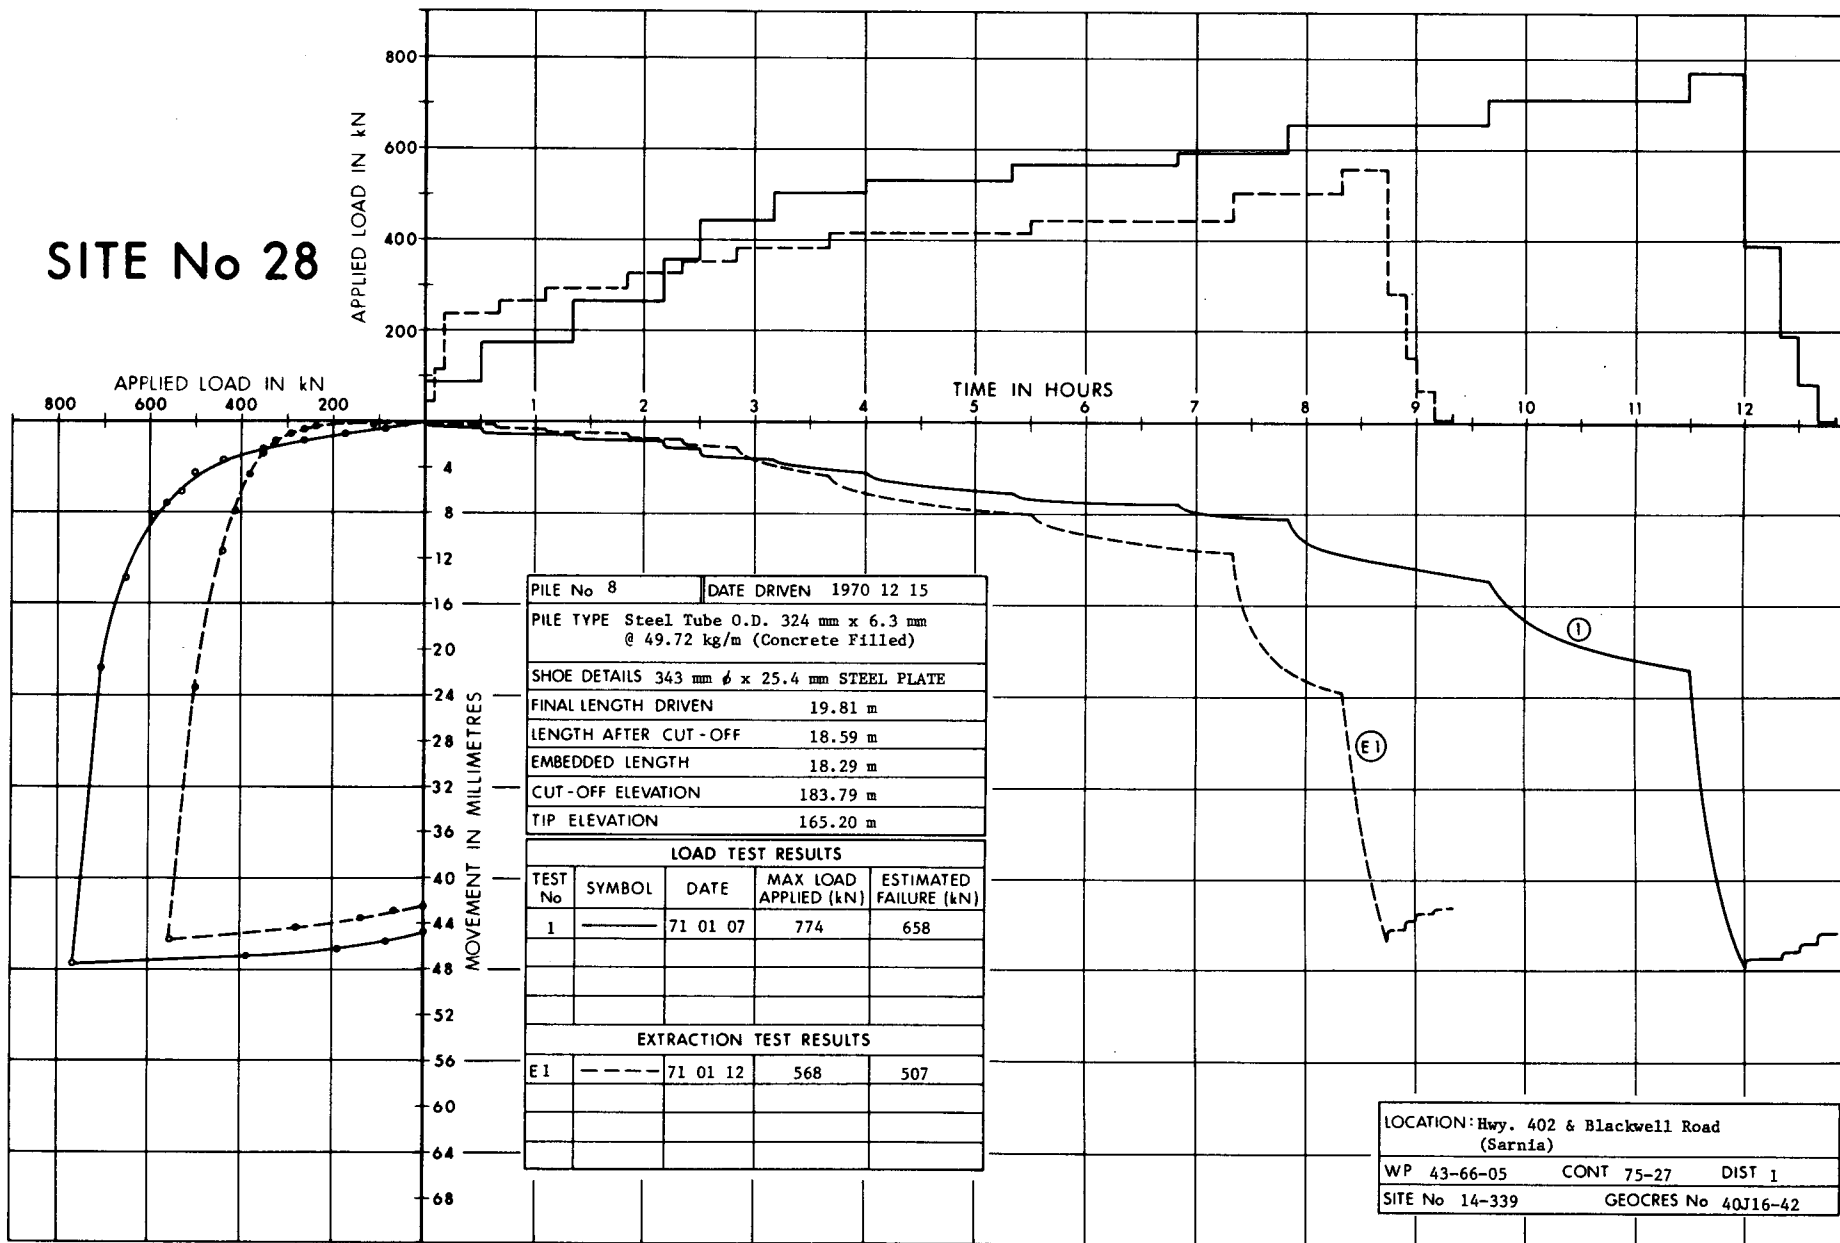 SITE No 28
APPLIED LOAD IN kN
800
600
400
200
APPLIED LOAD IN kN
800 600 400 200
TIME IN HOURS
1 2 3 4 5 6 7 8 9 10 11 12
MOVEMENT IN MILLIMETRES
4
8
12
16
20
24
28
32
36
40
44
48
52
56
60
64
68
1
E1
PILE No 8 DATE DRIVEN 1970 12 15
PILE TYPE Steel Tube O.D. 324 mm x 6.3 mm
@ 49.72 kg/m (Concrete Filled)
SHOE DETAILS 343 mm ϕ x 25.4 mm STEEL PLATE
FINAL LENGTH DRIVEN 19.81 m
LENGTH AFTER CUT-OFF 18.59 m
EMBEDDED LENGTH 18.29 m
CUT-OFF ELEVATION 183.79 m
TIP ELEVATION 165.20 m
LOAD TEST RESULTS
TEST No SYMBOL DATE MAX LOAD APPLIED (kN) ESTIMATED FAILURE (kN)
1 71 01 07 774 658
EXTRACTION TEST RESULTS
E1 71 01 12 568 507
LOCATION: Hwy. 402 & Blackwell Road
(Sarnia)
WP 43-66-05 CONT 75-27 DIST 1
SITE No 14-339 GEOCRES No 40J16-42